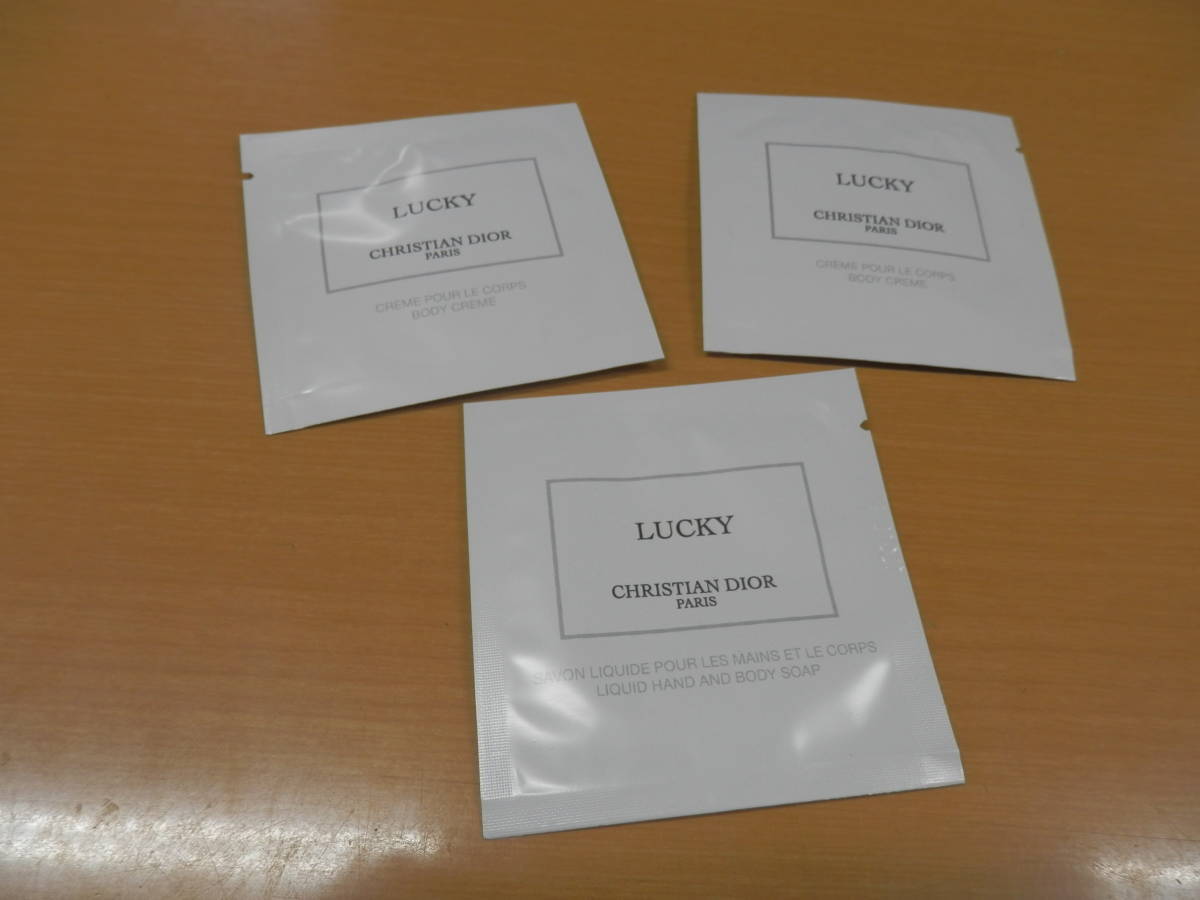 LUCKY
CHRISTIAN DIOR
PARIS
CREME POUR LE CORPS
BODY CREME
LUCKY
CHRISTIAN DIOR
PARIS
CREME POUR LE CORPS
BODY CREME
LUCKY
CHRISTIAN DIOR
PARIS
SAVON LIQUIDE POUR LES MAINS ET LE CORPS
LIQUID HAND AND BODY SOAP